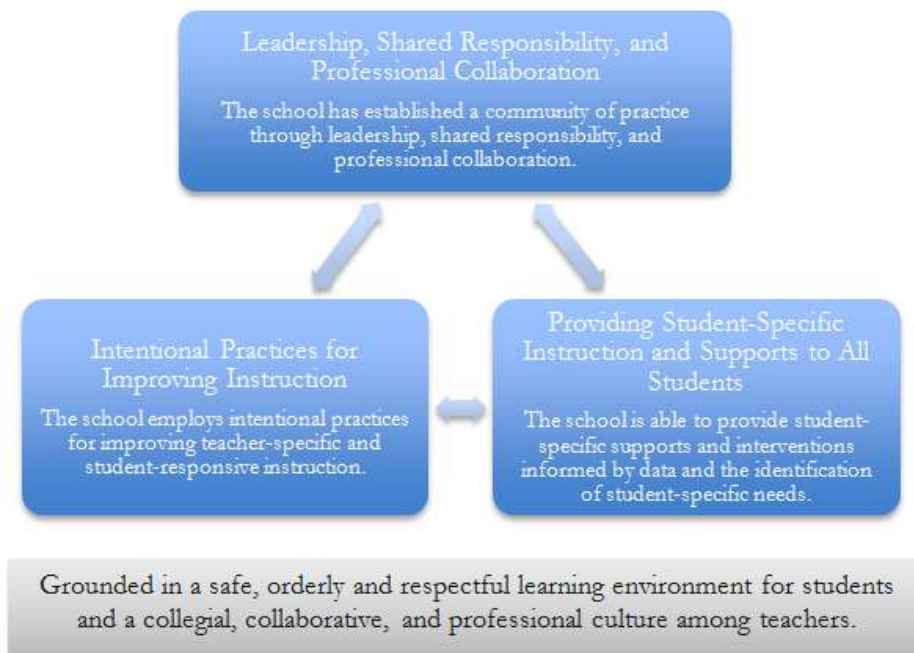 Leadership, Shared Responsibility, and
Professional Collaboration
The school has established a community of practice
through leadership, shared responsibility, and
professional collaboration.
Intentional Practices for
Improving Instruction
The school employs intentional practices
for improving teacher-specific and
student-responsive instruction.
Providing Student-Specific
Instruction and Supports to All
Students
The school is able to provide student-
specific supports and interventions
informed by data and the identification
of student-specific needs.
Grounded in a safe, orderly and respectful learning environment for students
and a collegial, collaborative, and professional culture among teachers.